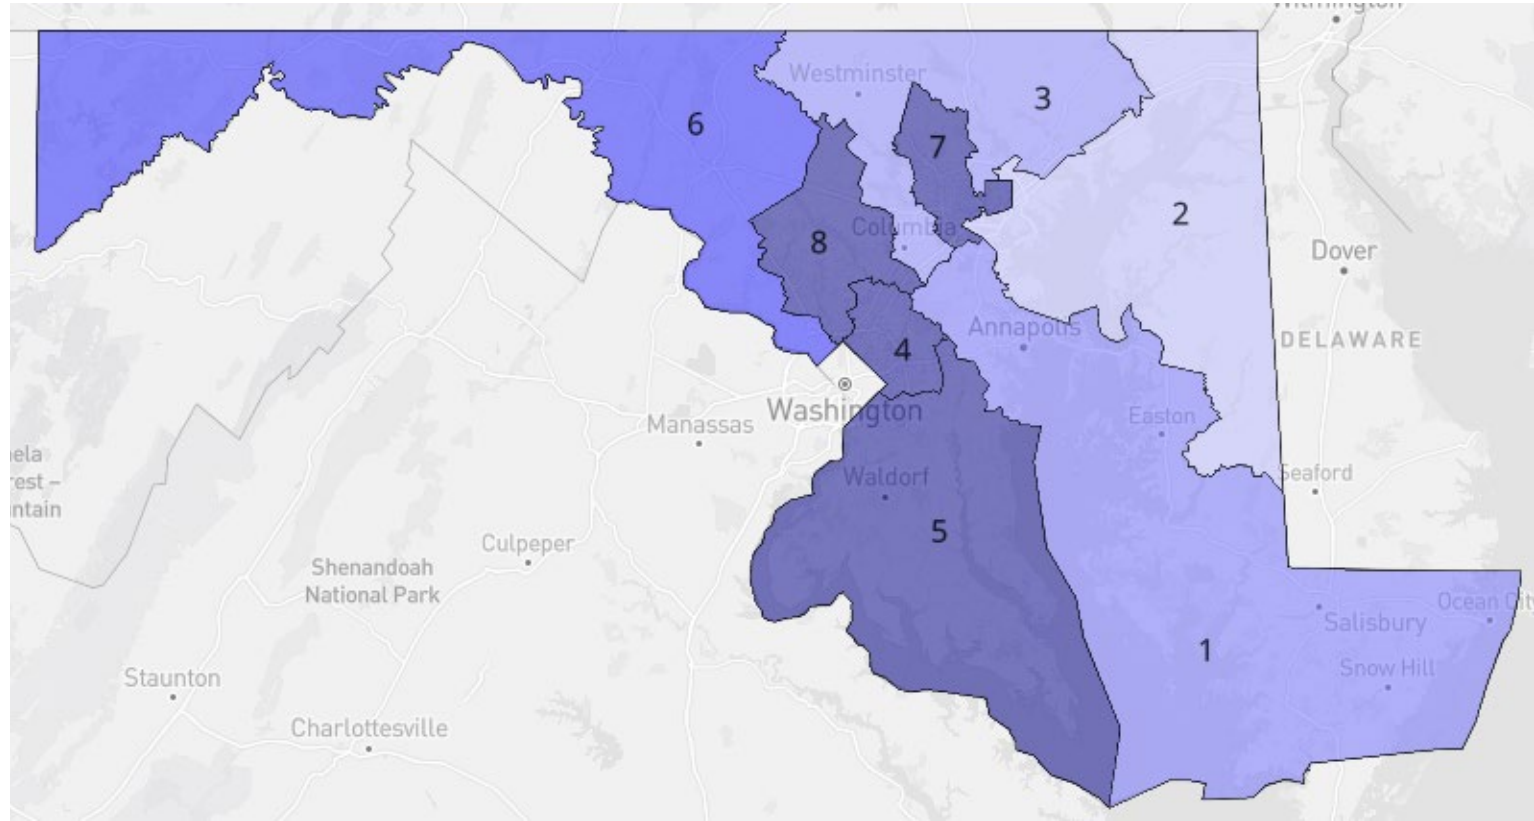 Westminster
3
6
7
2
Columbia
8
Dover
Annapolis
DELAWARE
4
Washington
Manassas
Easton
Waldorf
Seaford
5
Culpeper
Shenandoah
National Park
Salisbury
Snow Hill
1
Staunton
Charlottesville